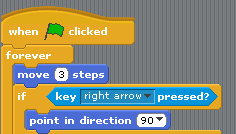 when clicked
forever
move 3 steps
if key right arrow pressed?
point in direction 90